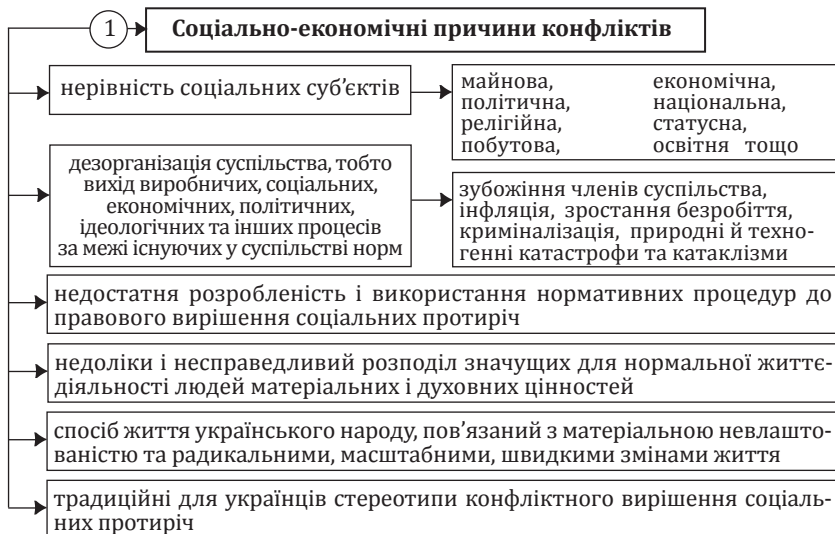 1 Соціально-економічні причини конфліктів
нерівність соціальних суб’єктів
майнова, економічна,
політична, національна,
релігійна, статусна,
побутова, освітня тощо
дезорганізація суспільства, тобто
вихід виробничих, соціальних,
економічних, політичних,
ідеологічних та інших процесів
за межі існуючих у суспільстві норм
зубожіння членів суспільства,
інфляція, зростання безробіття,
криміналізація, природні й техно-
генні катастрофи та катаклізми
недостатня розробленість і використання нормативних процедур до
правового вирішення соціальних протиріч
недоліки і несправедливий розподіл значущих для нормальної життє-
діяльності людей матеріальних і духовних цінностей
спосіб життя українського народу, пов’язаний з матеріальною невлашто-
ваністю та радикальними, масштабними, швидкими змінами життя
традиційні для українців стереотипи конфліктного вирішення соціаль-
них протиріч